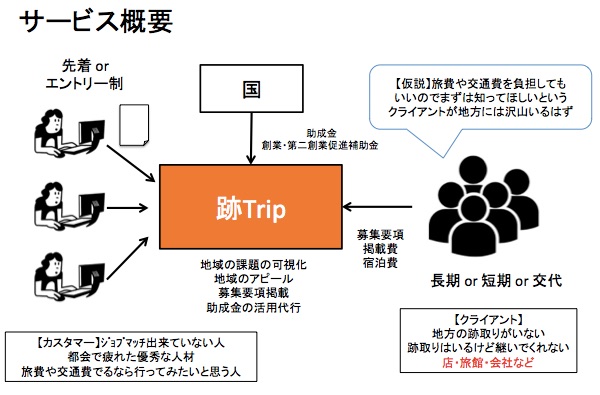 サービス概要
先着 or
エントリー制
国
助成金
創業・第二創業促進補助金
【仮説】旅費や交通費を負担しても
いいのでまずは知ってほしいという
クライアントが地方には沢山いるはず
跡Trip
地域の課題の可視化
地域のアピール
募集要項掲載
助成金の活用代行
募集要項
掲載費
宿泊費
長期 or 短期 or 交代
【カスタマー】ｼﾞｮﾌﾞマッチ出来ていない人
都会で疲れた優秀な人材
旅費や交通費でるなら行ってみたいと思う人
【クライアント】
地方の跡取りがいない
跡取りはいるけど継いでくれない
店・旅館・会社など